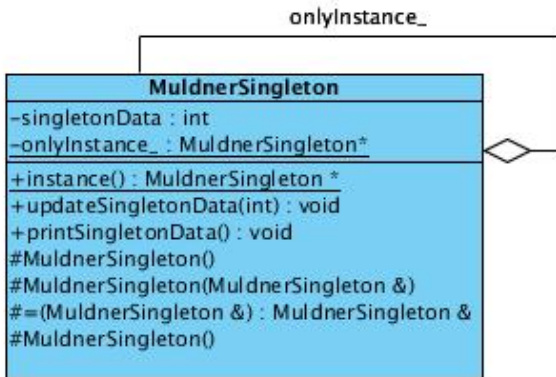 onlyInstance_
MuldnerSingleton
-singletonData : int
-onlyInstance_ : MuldnerSingleton*
+instance() : MuldnerSingleton *
+updateSingletonData(int) : void
+printSingletonData() : void
#MuldnerSingleton()
#MuldnerSingleton(MuldnerSingleton &)
#=(MuldnerSingleton &) : MuldnerSingleton &
#MuldnerSingleton()